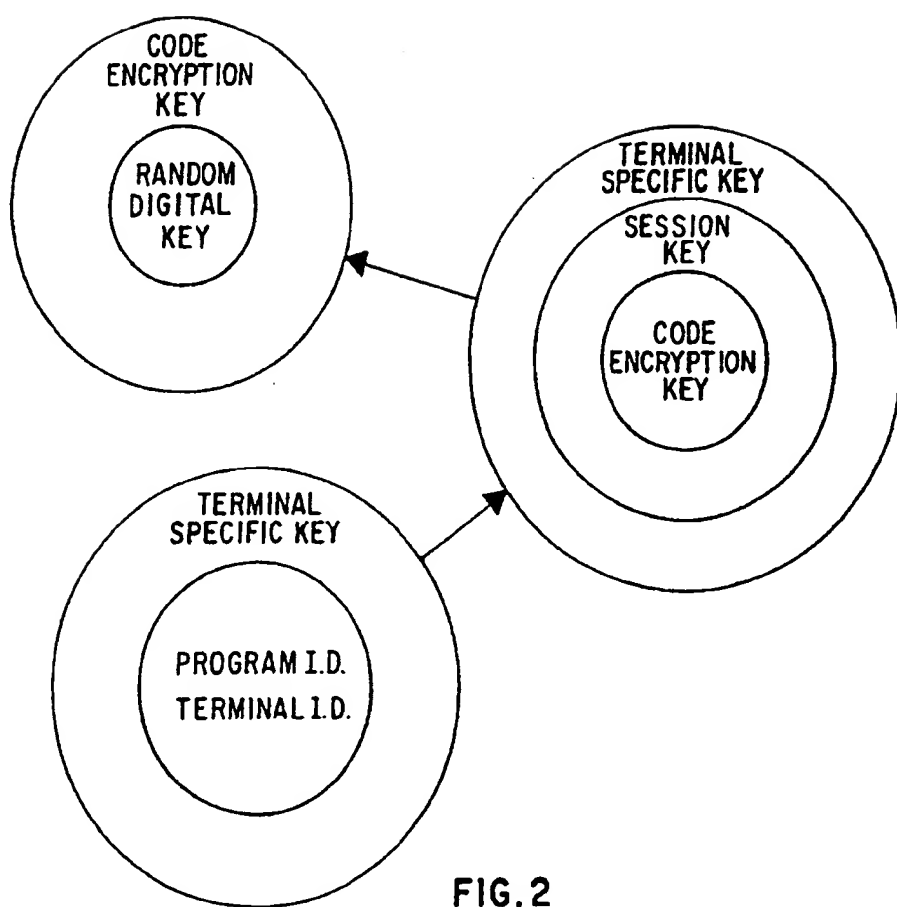 CODE
ENCRYPTION
KEY
RANDOM
DIGITAL
KEY
TERMINAL
SPECIFIC KEY
SESSION
KEY
CODE
ENCRYPTION
KEY
TERMINAL
SPECIFIC KEY
PROGRAM I.D.
TERMINAL I.D.
FIG.2